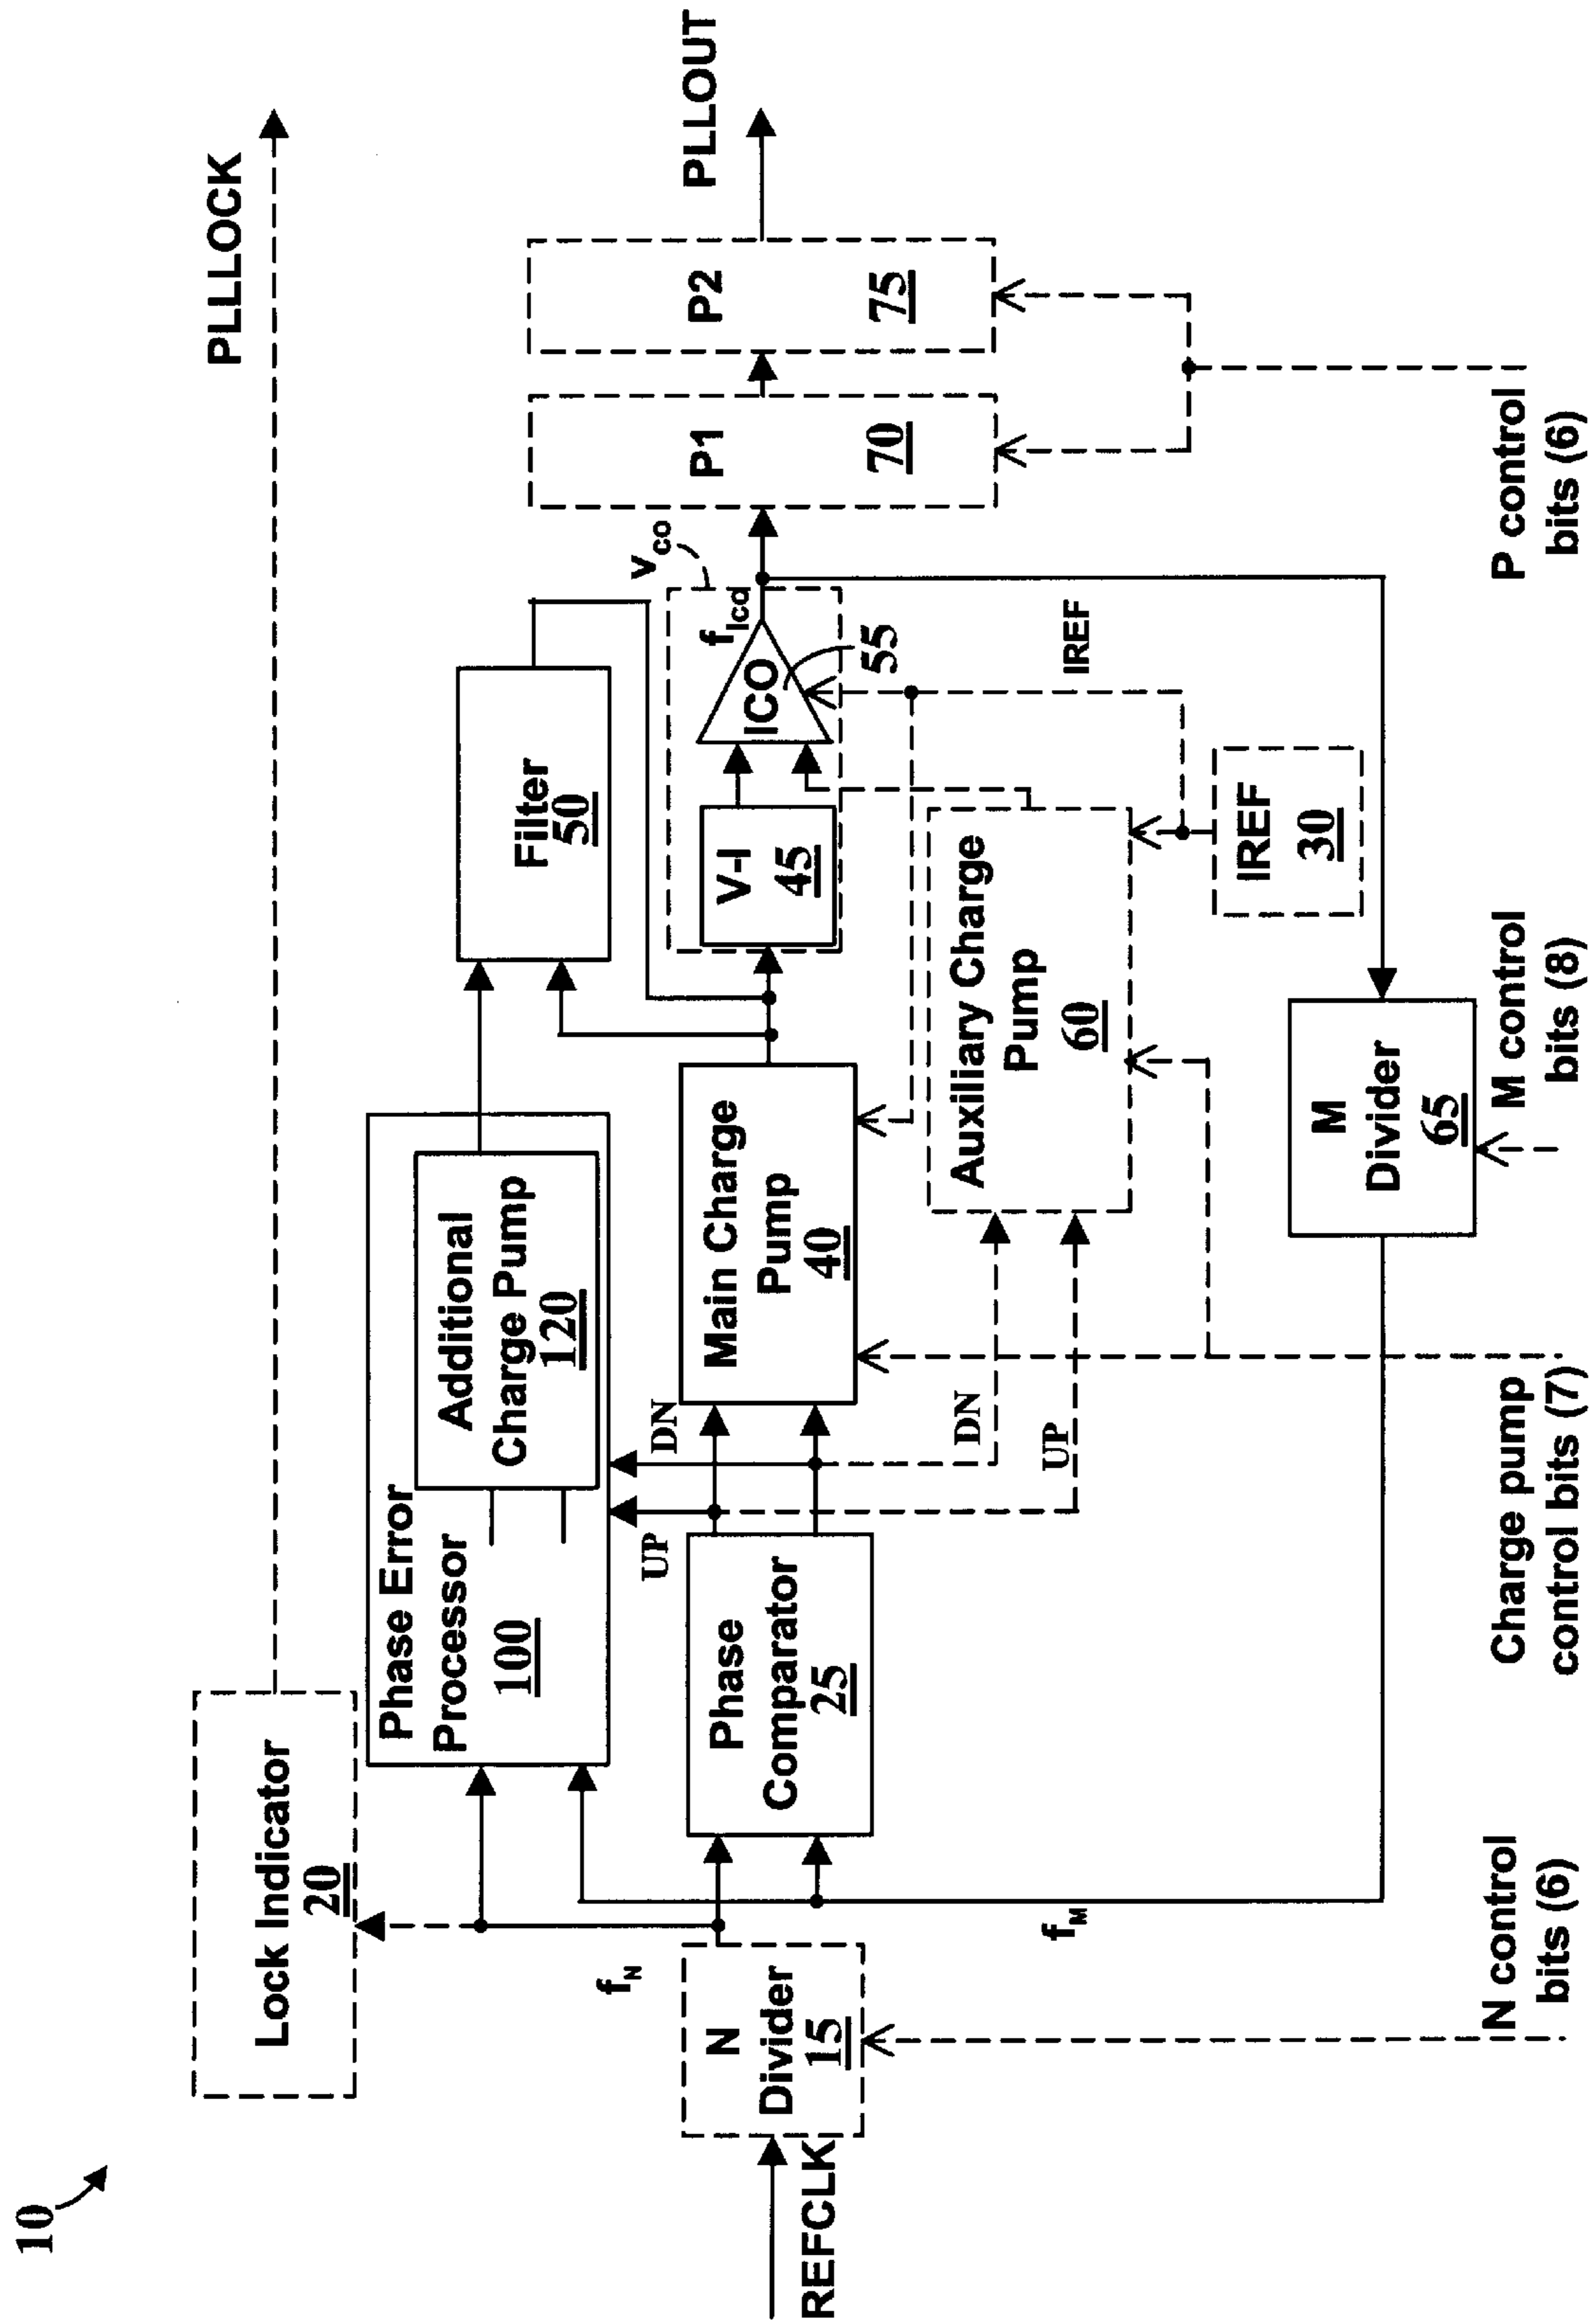 10
PLLLOCK
Lock Indicator
20
Phase Error
Processor
100
Additional
Charge Pump
120
Filter
50
REFCLK
N
Divider
15
f_N
Phase
Comparator
25
UP
DN
Main Charge
Pump
40
V-I
45
ICO
55
f_ico
V_CO
P1
70
P2
75
PLLOUT
DN
UP
Auxiliary Charge
Pump
60
IREF
IREF
30
f_M
M
Divider
65
N control
bits (6)
Charge pump
control bits (7)
M control
bits (8)
P control
bits (6)